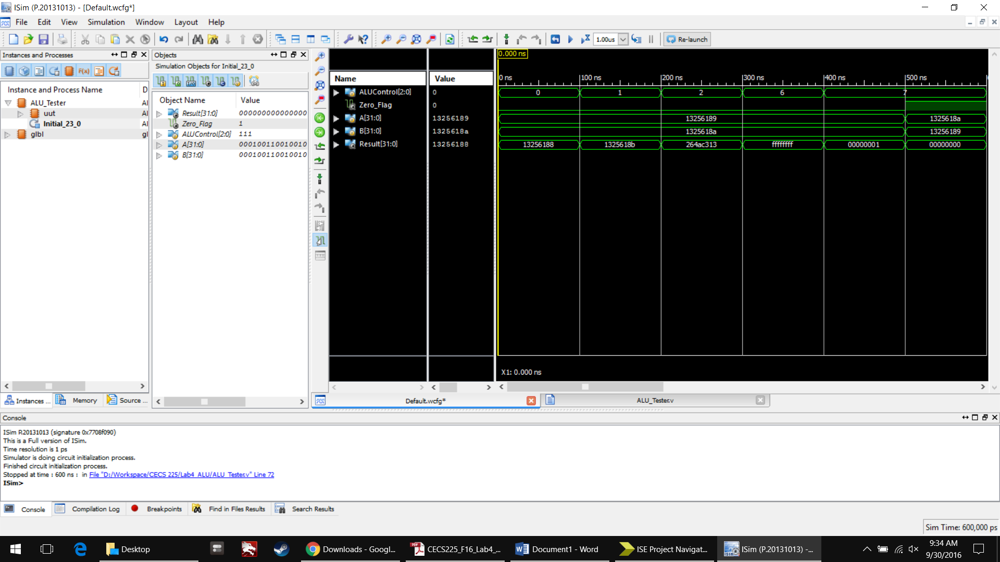 ISim (P.20131013) - [Default.wcfg*]
File Edit View Simulation Window Layout Help
1.00us
Re-launch
Instances and Processes
Instance and Process Name D
ALU_Tester Al
uut Al
Initial_23_0 Al
glbl gl
Instances ... Memory Source ...
Objects
Simulation Objects for Initial_23_0
Object Name Value
Result[31:0] 000000000000000
Zero_Flag 1
ALUControl[2:0] 111
A[31:0] 000100110010010
B[31:0] 000100110010010
Name Value
ALUControl[2:0] 0
Zero_Flag 0
A[31:0] 13256189
B[31:0] 1325618a
Result[31:0] 13256188
0.000 ns
0 ns 100 ns 200 ns 300 ns 400 ns 500 ns
0 1 2 6 7
13256189 1325618a
1325618a 13256189
13256188 1325618b 264ac313 ffffffff 00000001 00000000
X1: 0.000 ns
Default.wcfg* ALU_Tester.v
Console
ISim P.20131013 (signature 0x7708f090)
This is a Full version of ISim.
Time resolution is 1 ps
Simulator is doing circuit initialization process.
Finished circuit initialization process.
Stopped at time : 600 ns : in File "D:/Workspace/CECS 225/Lab4_ALU/ALU_Tester.v" Line 72
ISim>
Console Compilation Log Breakpoints Find in Files Results Search Results
Sim Time: 600,000 ps
Desktop Downloads - Googl... CECS225_F16_Lab4_... Document1 - Word ISE Project Navigat... ISim (P.20131013) -...
9:34 AM
9/30/2016